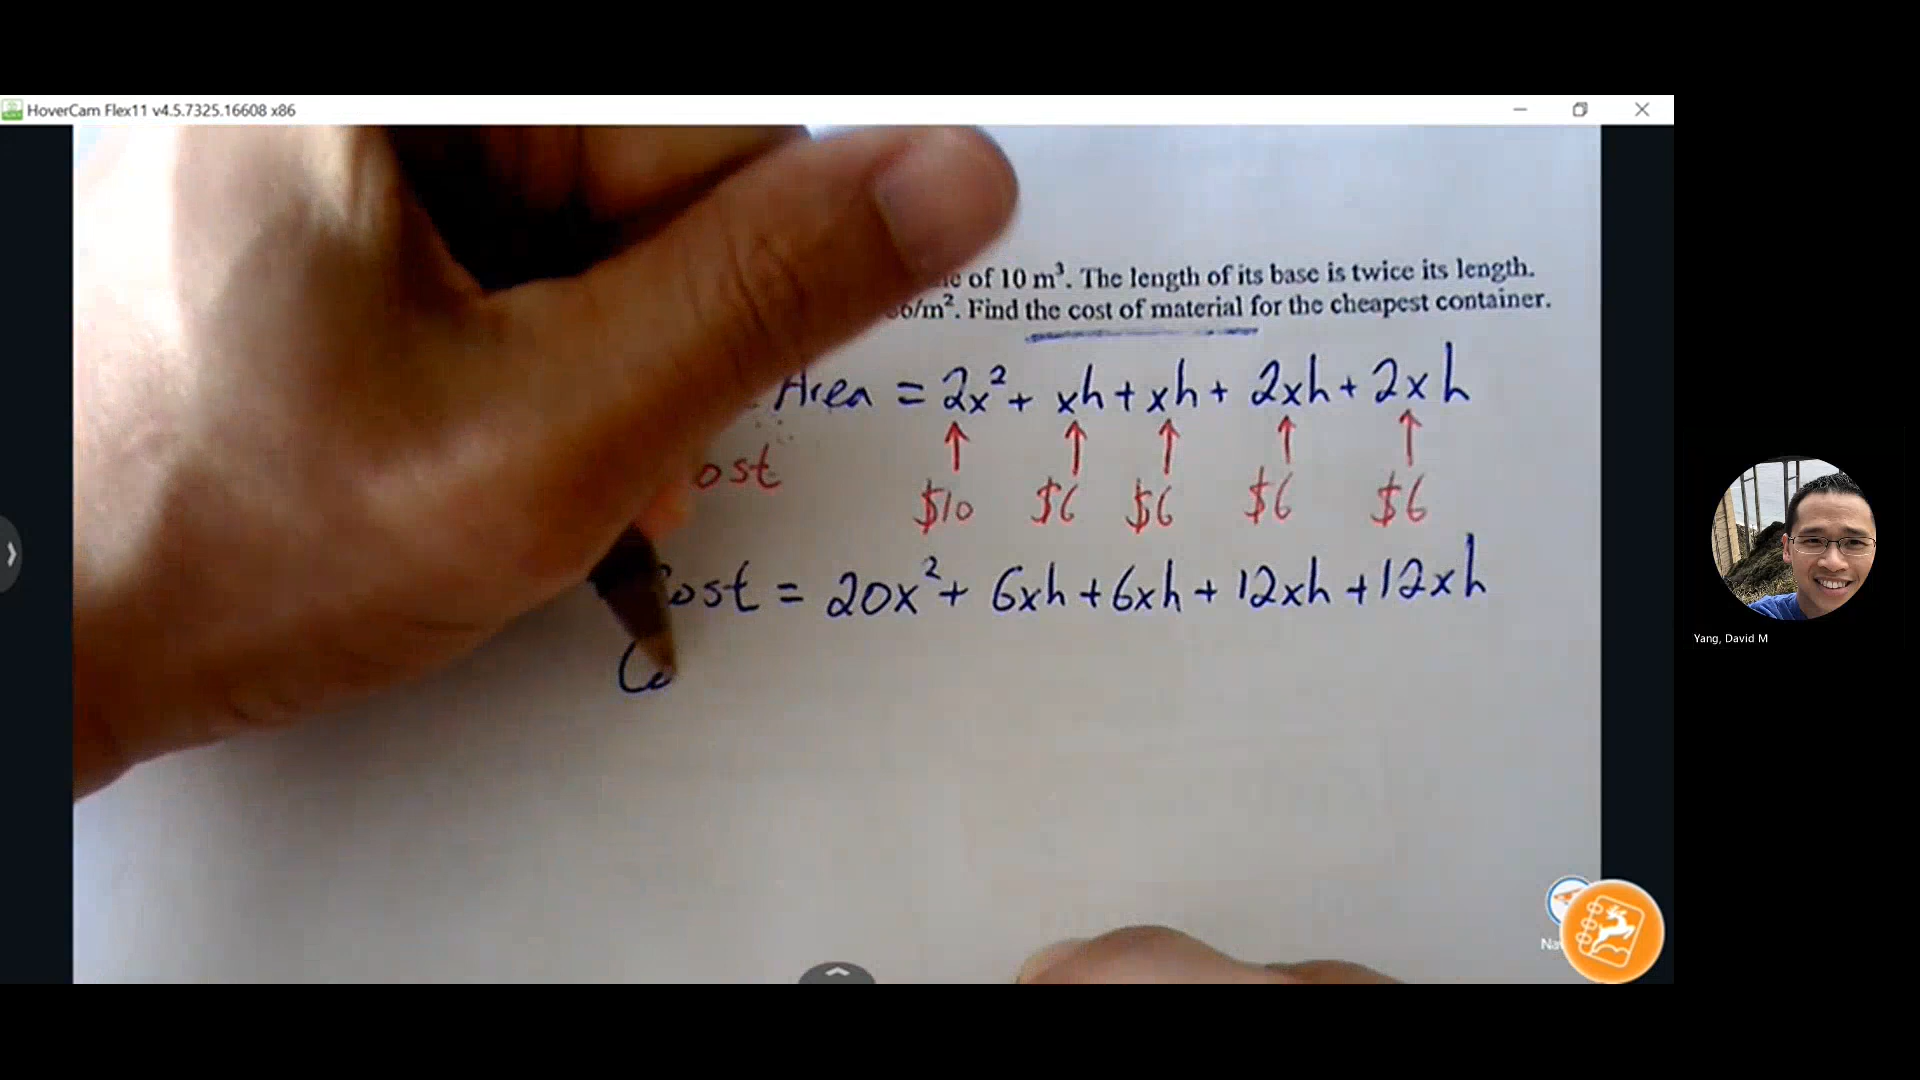 HoverCam Flex11 v4.5.7325.16608 x86
of 10 m³. The length of its base is twice its length.
/m². Find the cost of material for the cheapest container.
Area = 2x² + xh + xh + 2xh + 2xh
ost
$10 $6 $6 $6 $6
ost = 20x² + 6xh + 6xh + 12xh + 12xh
Co
Yang, David M
Na